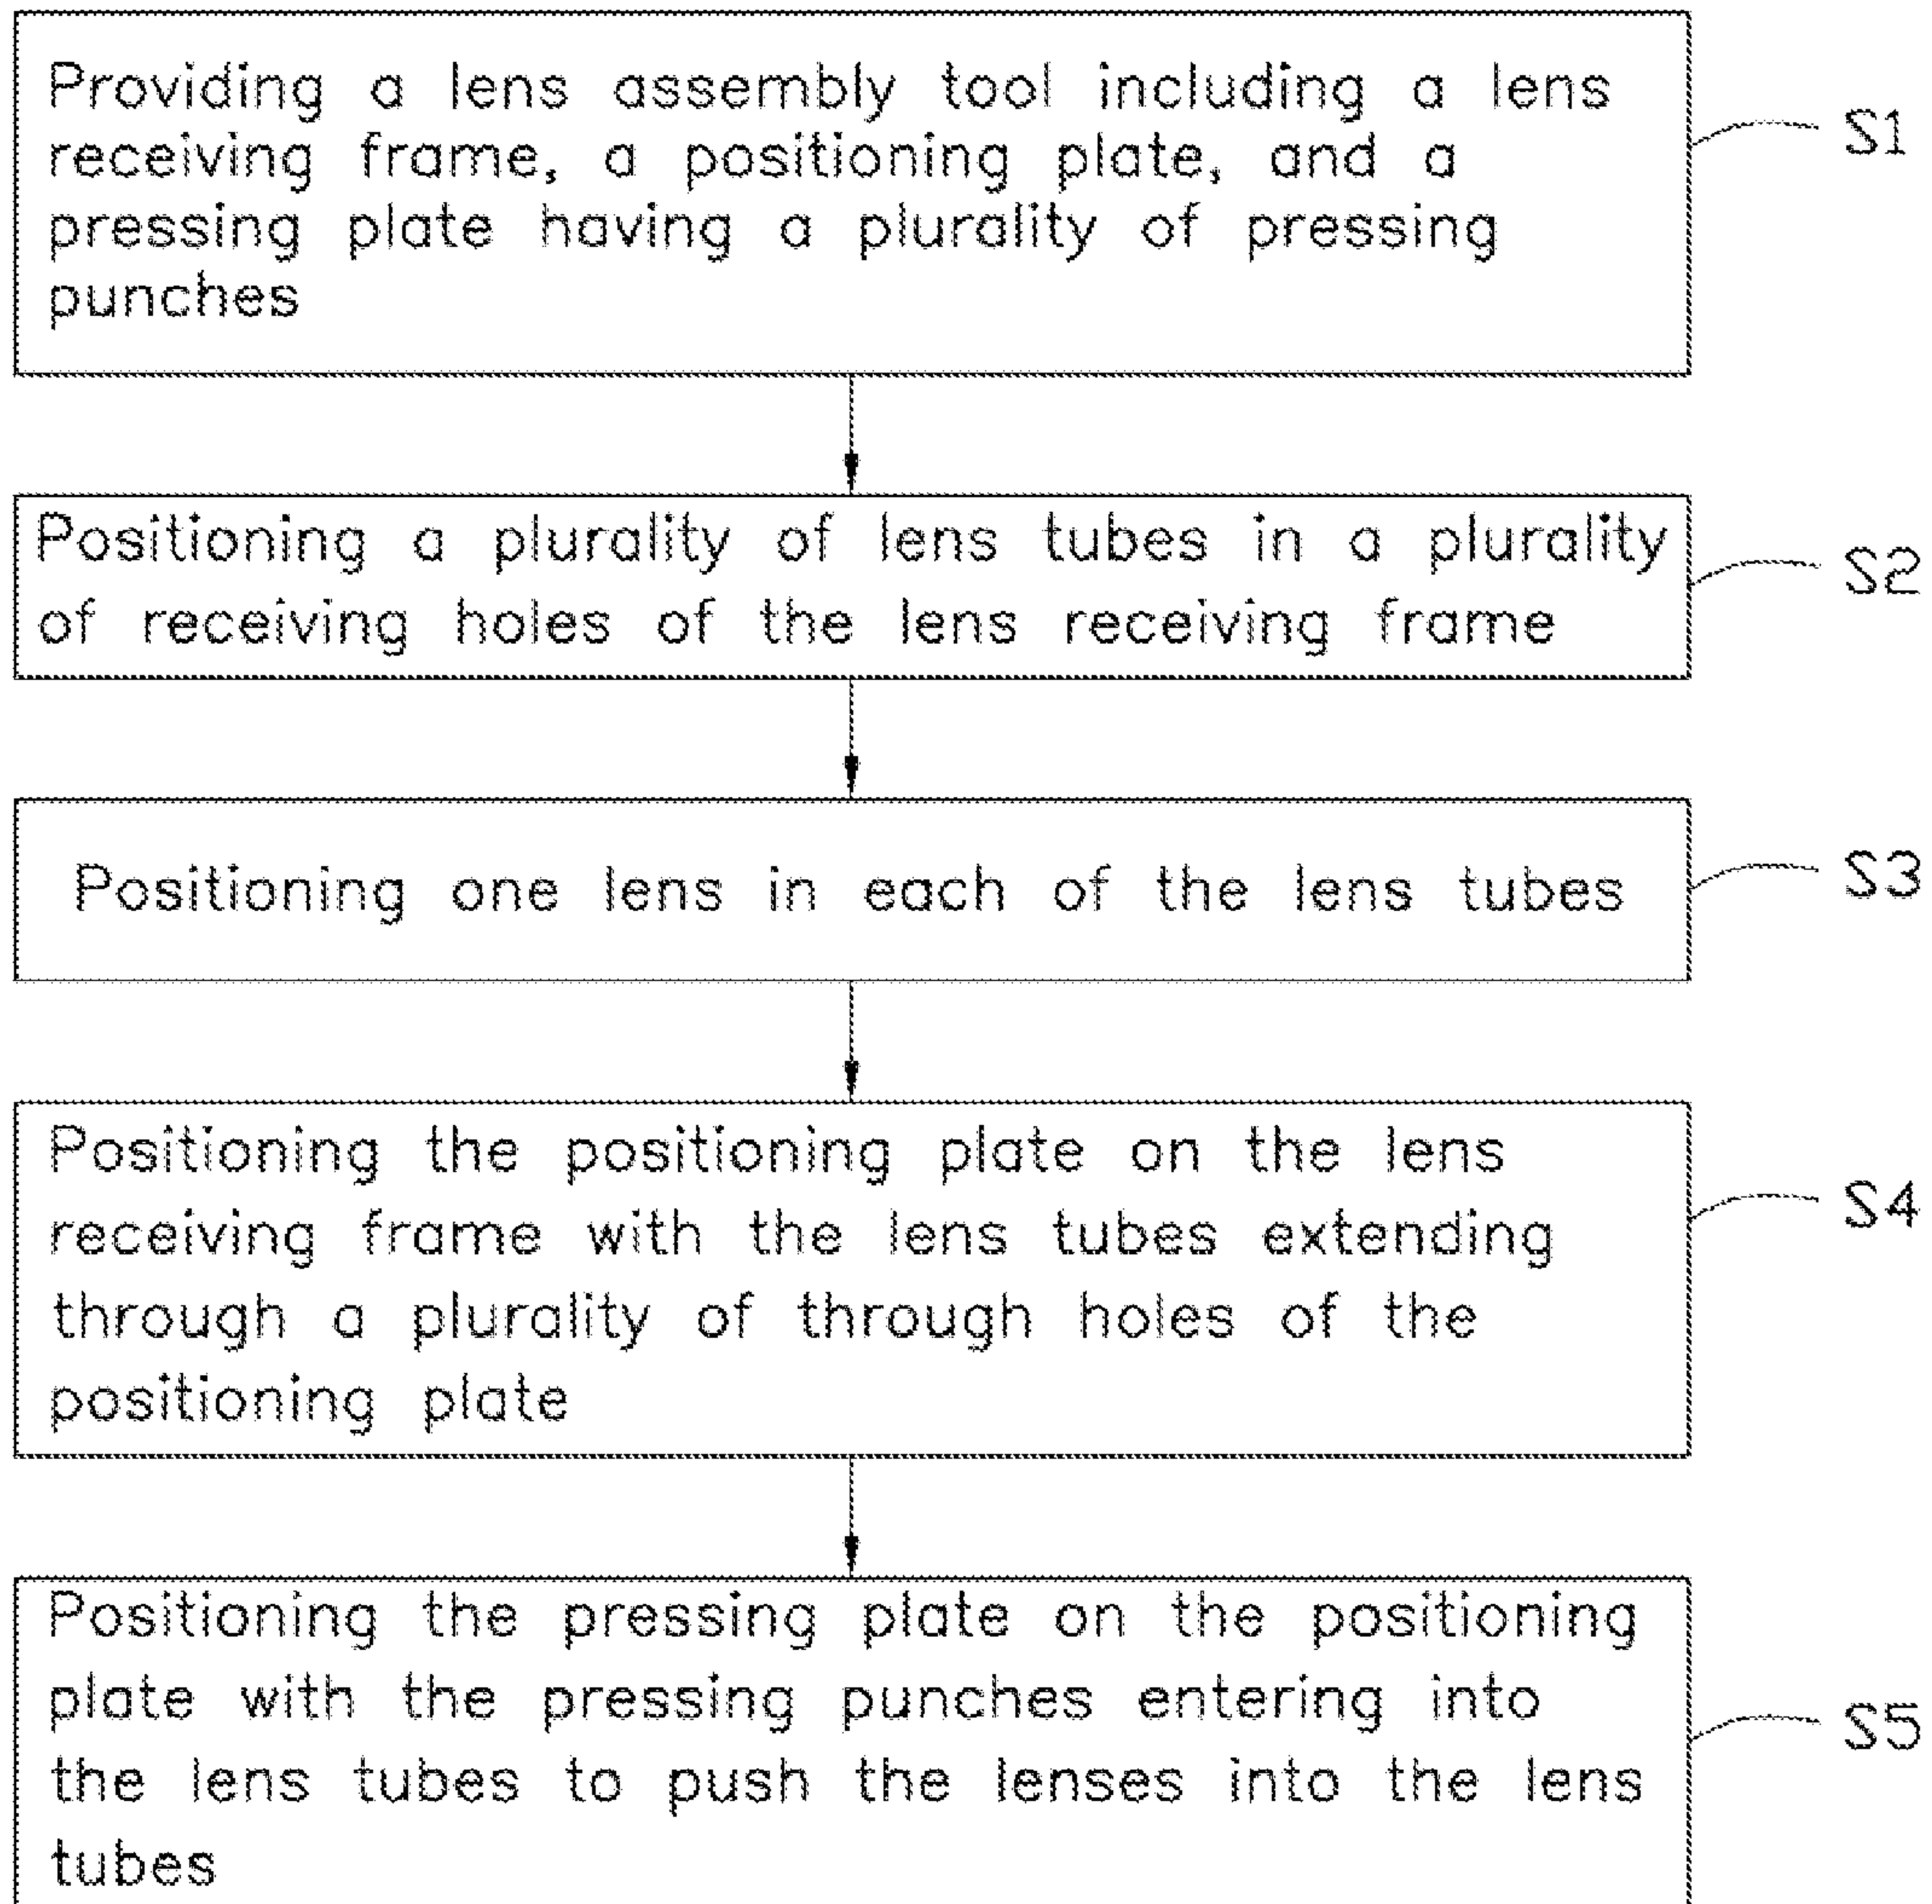 Providing a lens assembly tool including a lens
receiving frame, a positioning plate, and a
pressing plate having a plurality of pressing
punches
S1
Positioning a plurality of lens tubes in a plurality
of receiving holes of the lens receiving frame
S2
Positioning one lens in each of the lens tubes
S3
Positioning the positioning plate on the lens
receiving frame with the lens tubes extending
through a plurality of through holes of the
positioning plate
S4
Positioning the pressing plate on the positioning
plate with the pressing punches entering into
the lens tubes to push the lenses into the lens
tubes
S5